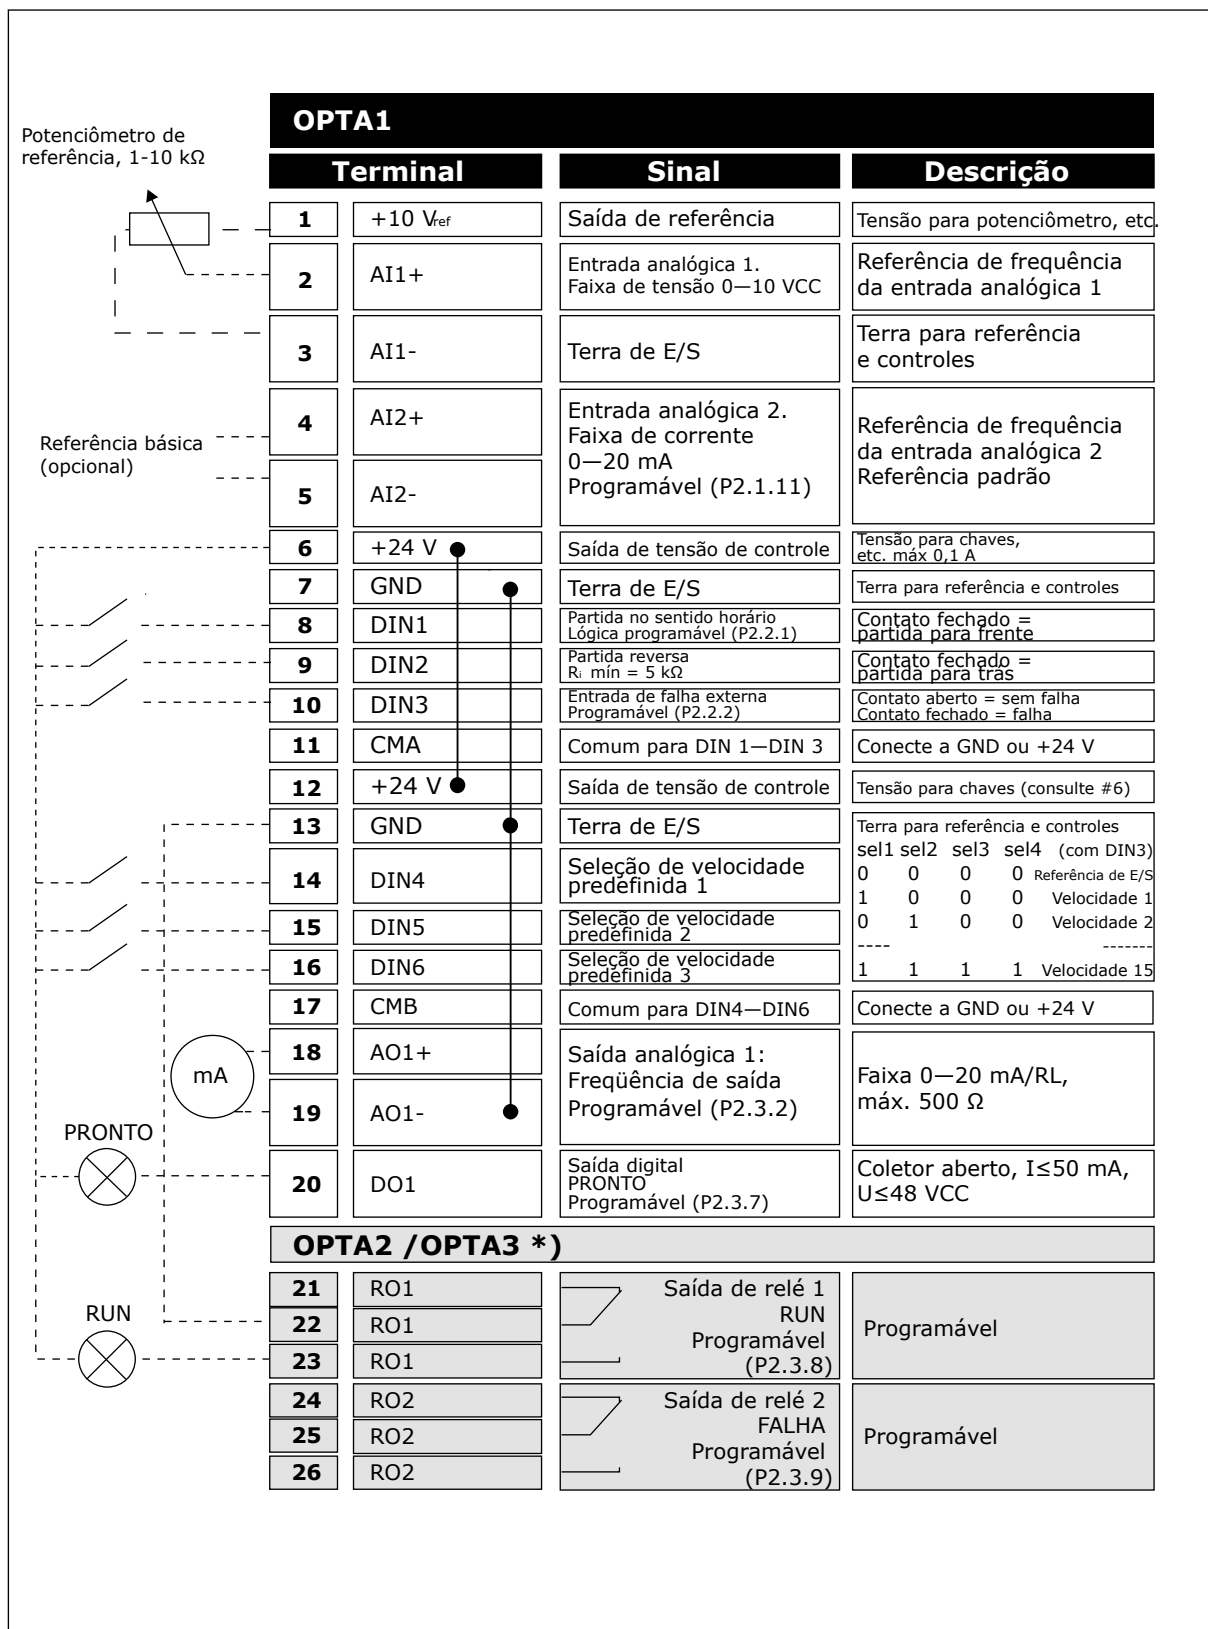 OPTA1
Potenciômetro de
referência, 1-10 kΩ
Terminal Sinal Descrição
1 +10 Vref Saída de referência Tensão para potenciômetro, etc.
2 AI1+ Entrada analógica 1.
Faixa de tensão 0—10 VCC
Referência de frequência
da entrada analógica 1
3 AI1- Terra de E/S Terra para referência
e controles
Referência básica
(opcional)
4 AI2+
5 AI2-
Entrada analógica 2.
Faixa de corrente
0—20 mA
Programável (P2.1.11)
Referência de frequência
da entrada analógica 2
Referência padrão
6 +24 V Saída de tensão de controle Tensão para chaves,
etc. máx 0,1 A
7 GND Terra de E/S Terra para referência e controles
8 DIN1 Partida no sentido horário
Lógica programável (P2.2.1)
Contato fechado =
partida para frente
9 DIN2 Partida reversa
Ri mín = 5 kΩ
Contato fechado =
partida para trás
10 DIN3 Entrada de falha externa
Programável (P2.2.2)
Contato aberto = sem falha
Contato fechado = falha
11 CMA Comum para DIN 1—DIN 3 Conecte a GND ou +24 V
12 +24 V Saída de tensão de controle Tensão para chaves (consulte #6)
13 GND Terra de E/S Terra para referência e controles
14 DIN4 Seleção de velocidade
predefinida 1
15 DIN5 Seleção de velocidade
predefinida 2
16 DIN6 Seleção de velocidade
predefinida 3
sel1 sel2 sel3 sel4 (com DIN3)
0 0 0 0 Referência de E/S
1 0 0 0 Velocidade 1
0 1 0 0 Velocidade 2
---- -------
1 1 1 1 Velocidade 15
17 CMB Comum para DIN4—DIN6 Conecte a GND ou +24 V
mA
18 AO1+
19 AO1-
Saída analógica 1:
Freqüência de saída
Programável (P2.3.2)
Faixa 0—20 mA/RL,
máx. 500 Ω
PRONTO
20 DO1 Saída digital
PRONTO
Programável (P2.3.7)
Coletor aberto, I≤50 mA,
U≤48 VCC
OPTA2 /OPTA3 *)
RUN
21 RO1
22 RO1
23 RO1
Saída de relé 1
RUN
Programável
(P2.3.8)
Programável
24 RO2
25 RO2
26 RO2
Saída de relé 2
FALHA
Programável
(P2.3.9)
Programável